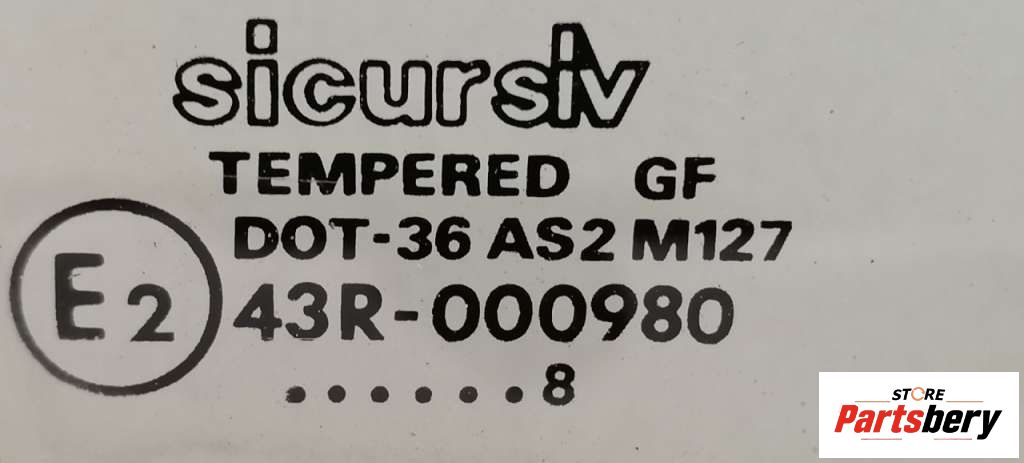 sicursiv
TEMPERED GF
DOT-36 AS2 M127
E2
43R-000980
......8
STORE
Partsbery